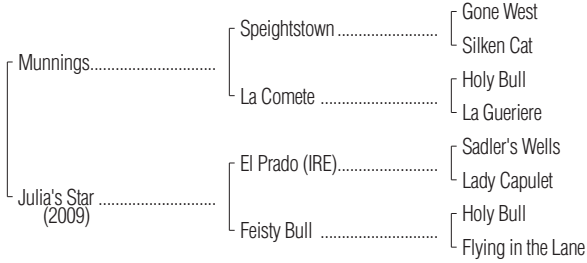 Gone West
Speightstown
Silken Cat
Munnings
Holy Bull
La Comete
La Gueriere
Sadler's Wells
El Prado (IRE)
Lady Capulet
Julia's Star
(2009)
Holy Bull
Feisty Bull
Flying in the Lane